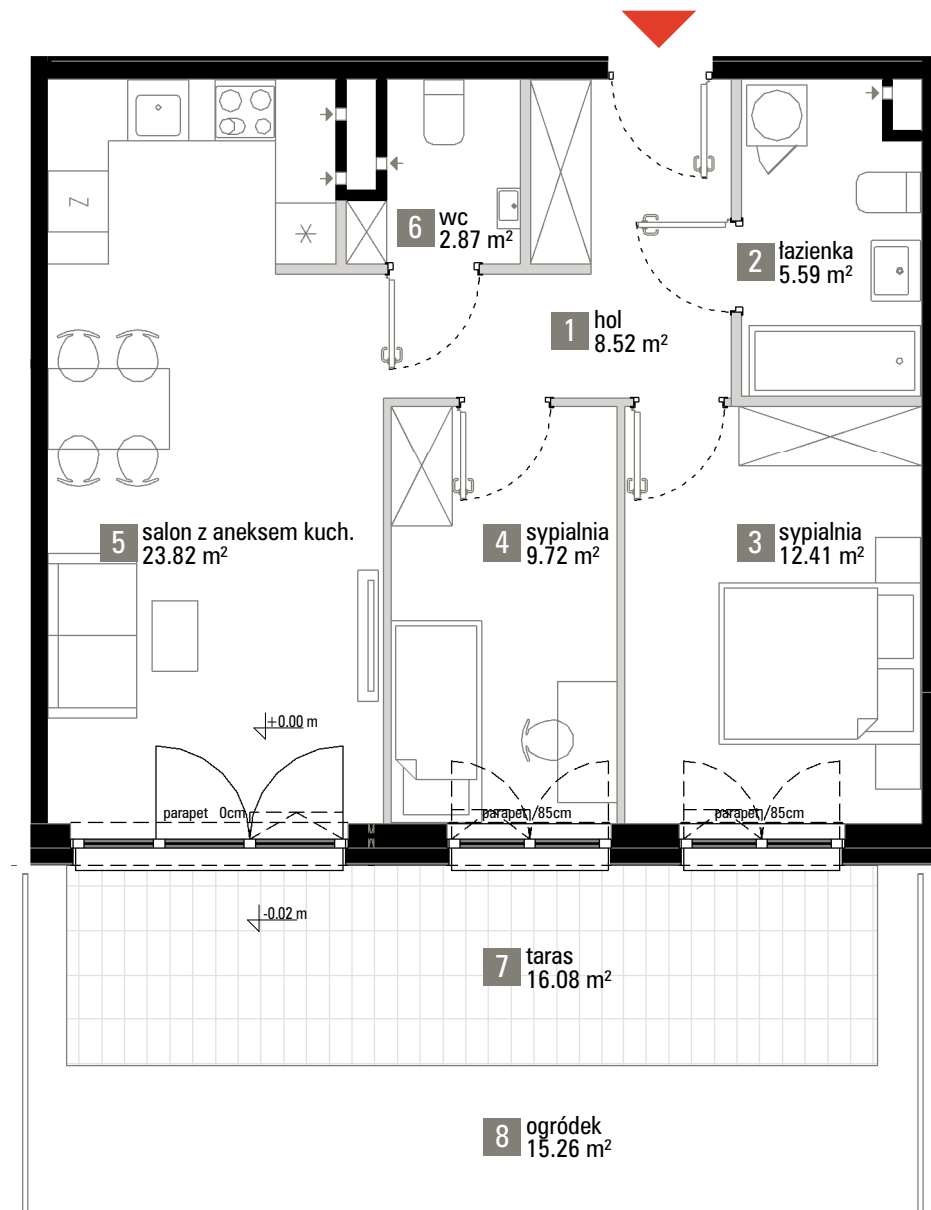 6 wc
2.87 m²
2 łazienka
5.59 m²
1 hol
8.52 m²
Z
5 salon z aneksem kuch.
23.82 m²
4 sypialnia
9.72 m²
3 sypialnia
12.41 m²
+0.00 m
parapet 0cm
parapet /85cm
parapet /85cm
-0.02 m
7 taras
16.08 m²
8 ogródek
15.26 m²